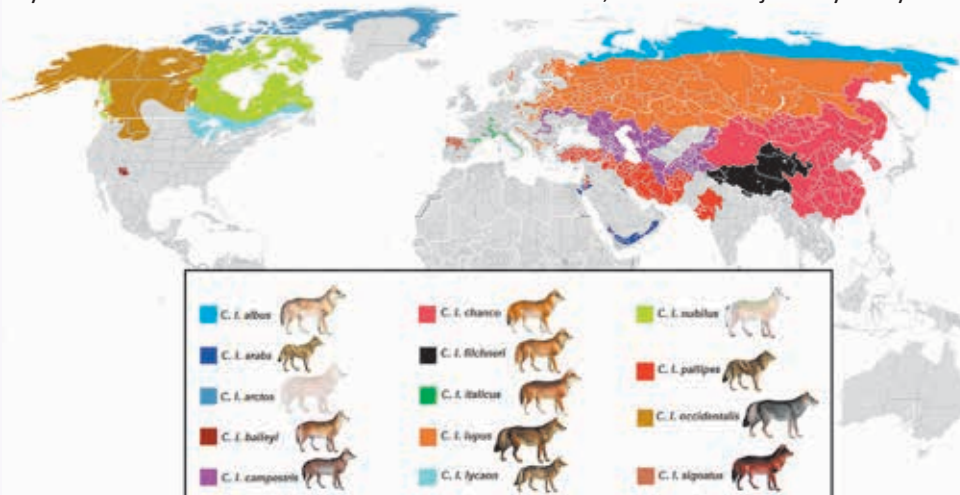 C. l. albus
C. l. arabs
C. l. arctos
C. l. baileyi
C. l. campestris
C. l. chanco
C. l. filchneri
C. l. italicus
C. l. lupus
C. l. lycaon
C. l. nubilus
C. l. pallipes
C. l. occidentalis
C. l. signatus